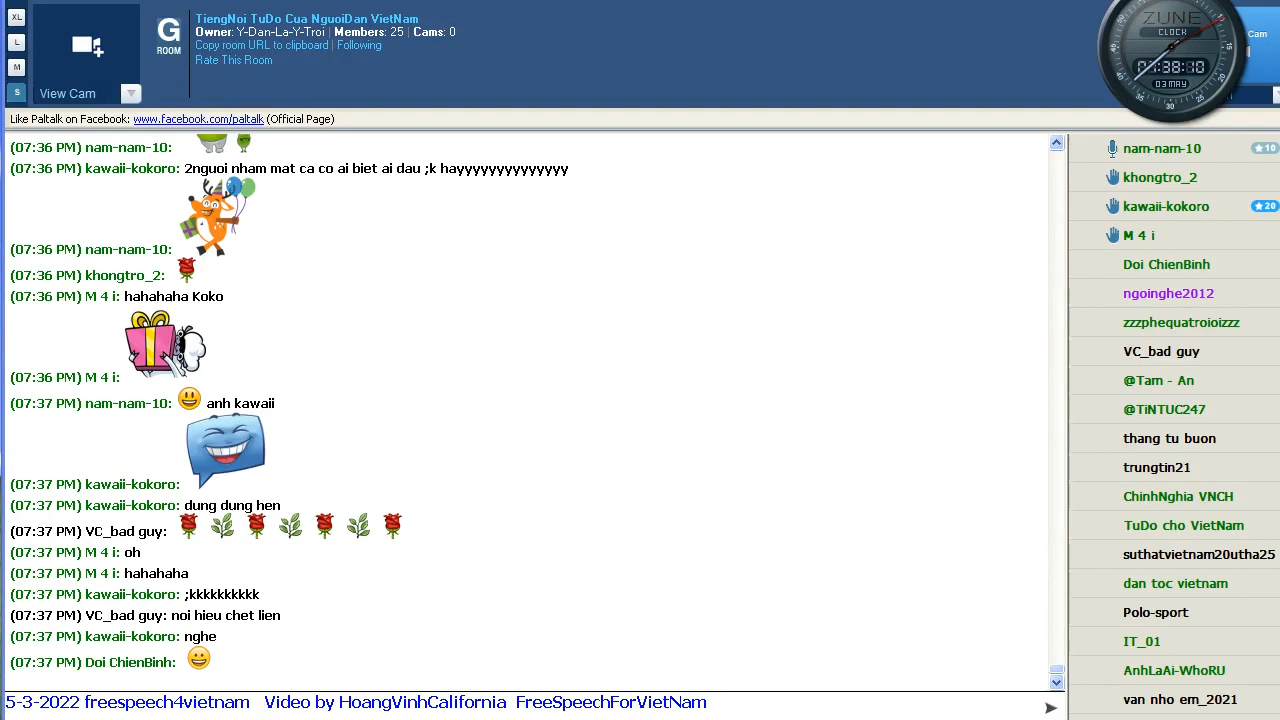 XL
L
M
S
View Cam
G
ROOM
TiengNoi TuDo Cua NguoiDan VietNam
Owner: Y-Dan-La-Y-Troi | Members: 25 | Cams: 0
Copy room URL to clipboard | Following
Rate This Room
ZUNE
CLOCK
03 MAY
Cam
Like Paltalk on Facebook: www.facebook.com/paltalk (Official Page)
(07:36 PM) nam-nam-10:
(07:36 PM) kawaii-kokoro: 2nguoi nham mat ca co ai biet ai dau ;k hayyyyyyyyyyyyyy
(07:36 PM) nam-nam-10:
(07:36 PM) khongtro_2:
(07:36 PM) M 4 i: hahahaha Koko
(07:36 PM) M 4 i:
(07:37 PM) nam-nam-10: anh kawaii
(07:37 PM) kawaii-kokoro:
(07:37 PM) kawaii-kokoro: dung dung hen
(07:37 PM) VC_bad guy:
(07:37 PM) M 4 i: oh
(07:37 PM) M 4 i: hahahaha
(07:37 PM) kawaii-kokoro: ;kkkkkkkkkk
(07:37 PM) VC_bad guy: noi hieu chet lien
(07:37 PM) kawaii-kokoro: nghe
(07:37 PM) Doi ChienBinh:
nam-nam-10 ★10
khongtro_2
kawaii-kokoro ★20
M 4 i
Doi ChienBinh
ngoinghe2012
zzzphequatroioizzz
VC_bad guy
@Tam - An
@TiNTUC247
thang tu buon
trungtin21
ChinhNghia VNCH
TuDo cho VietNam
suthatvietnam20utha25
dan toc vietnam
Polo-sport
IT_01
AnhLaAi-WhoRU
van nho em_2021
5-3-2022 freespeech4vietnam Video by HoangVinhCalifornia FreeSpeechForVietNam